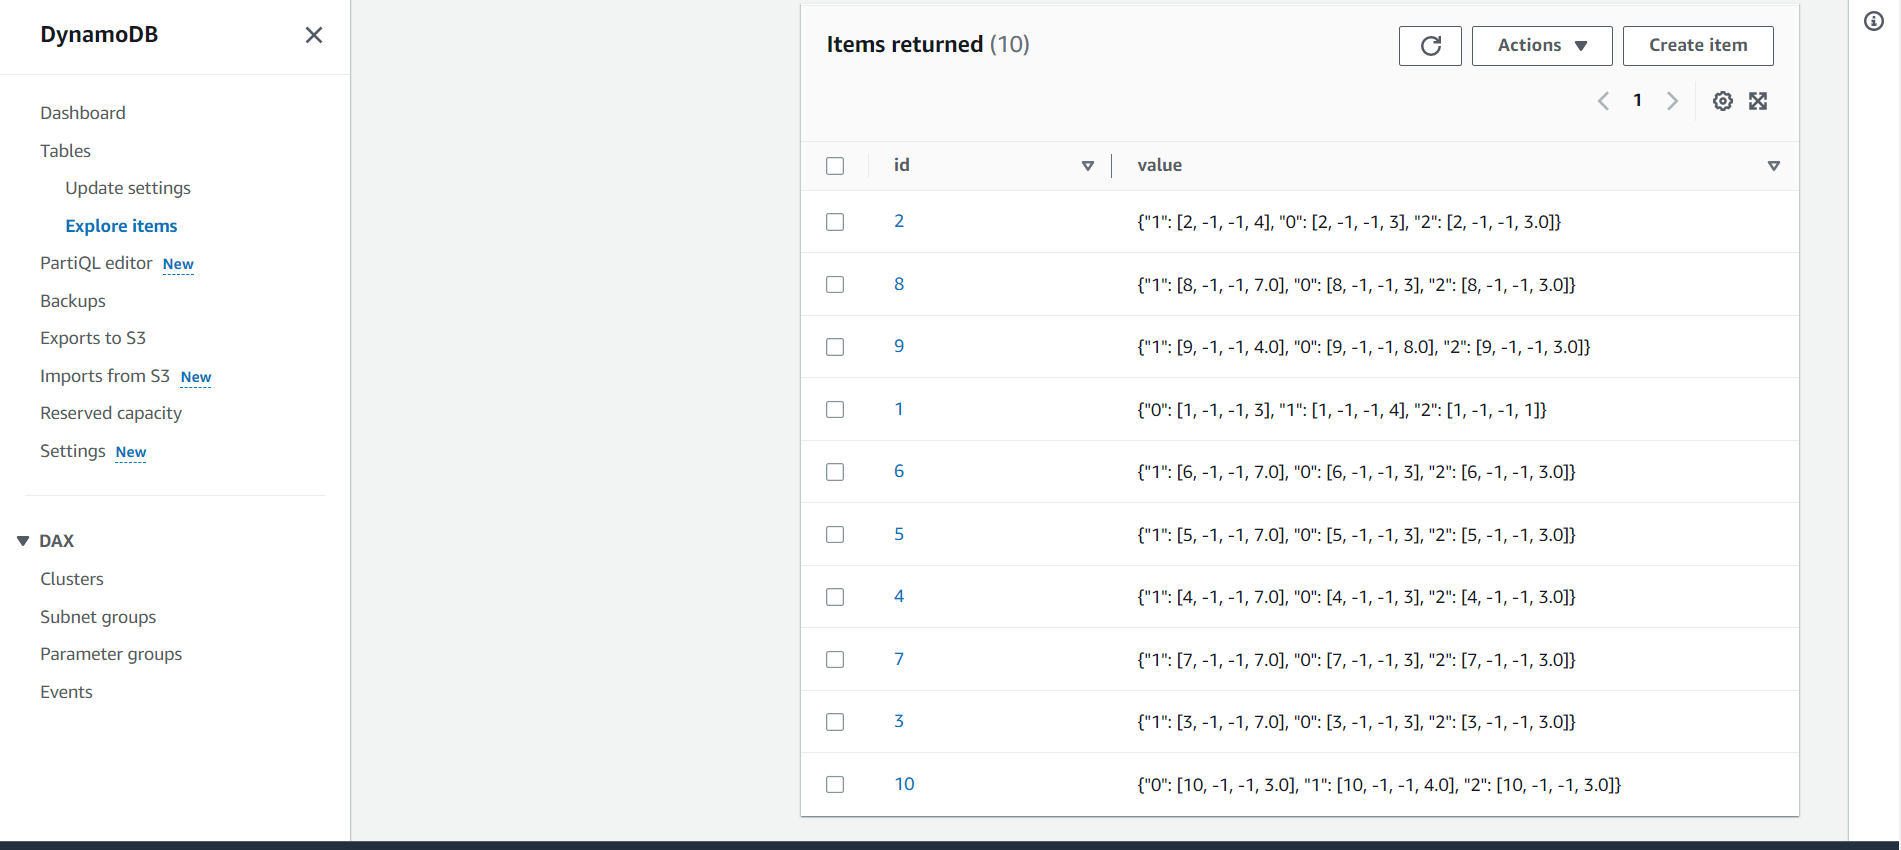 DynamoDB
Dashboard
Tables
Update settings
Explore items
PartiQL editor New
Backups
Exports to S3
Imports from S3 New
Reserved capacity
Settings New
DAX
Clusters
Subnet groups
Parameter groups
Events
Items returned (10)
Actions
Create item
1
id value
2 {"1": [2, -1, -1, 4], "0": [2, -1, -1, 3], "2": [2, -1, -1, 3.0]}
8 {"1": [8, -1, -1, 7.0], "0": [8, -1, -1, 3], "2": [8, -1, -1, 3.0]}
9 {"1": [9, -1, -1, 4.0], "0": [9, -1, -1, 8.0], "2": [9, -1, -1, 3.0]}
1 {"0": [1, -1, -1, 3], "1": [1, -1, -1, 4], "2": [1, -1, -1, 1]}
6 {"1": [6, -1, -1, 7.0], "0": [6, -1, -1, 3], "2": [6, -1, -1, 3.0]}
5 {"1": [5, -1, -1, 7.0], "0": [5, -1, -1, 3], "2": [5, -1, -1, 3.0]}
4 {"1": [4, -1, -1, 7.0], "0": [4, -1, -1, 3], "2": [4, -1, -1, 3.0]}
7 {"1": [7, -1, -1, 7.0], "0": [7, -1, -1, 3], "2": [7, -1, -1, 3.0]}
3 {"1": [3, -1, -1, 7.0], "0": [3, -1, -1, 3], "2": [3, -1, -1, 3.0]}
10 {"0": [10, -1, -1, 3.0], "1": [10, -1, -1, 4.0], "2": [10, -1, -1, 3.0]}